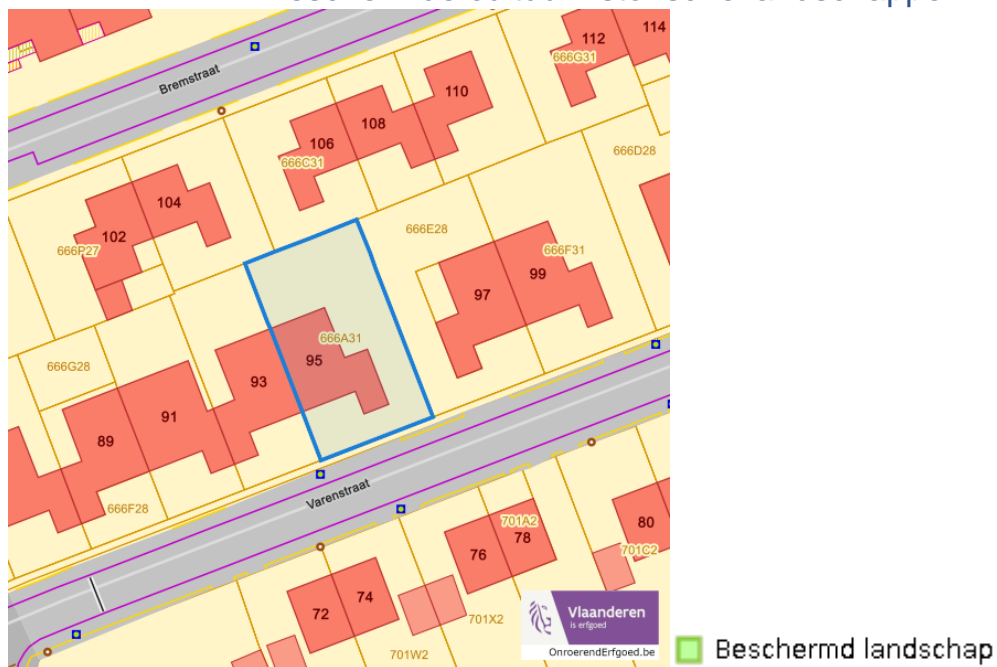 Bremstraat
112
114
666G31
110
108
106
666C31
666D28
104
102
666P27
666E28
666F31
99
97
666A31
95
93
666G28
91
89
666F28
Varenstraat
701A2
78
76
80
701C2
74
72
701X2
701W2
Vlaanderen
is erfgoed
OnroerendErfgoed.be
Beschermd landschap